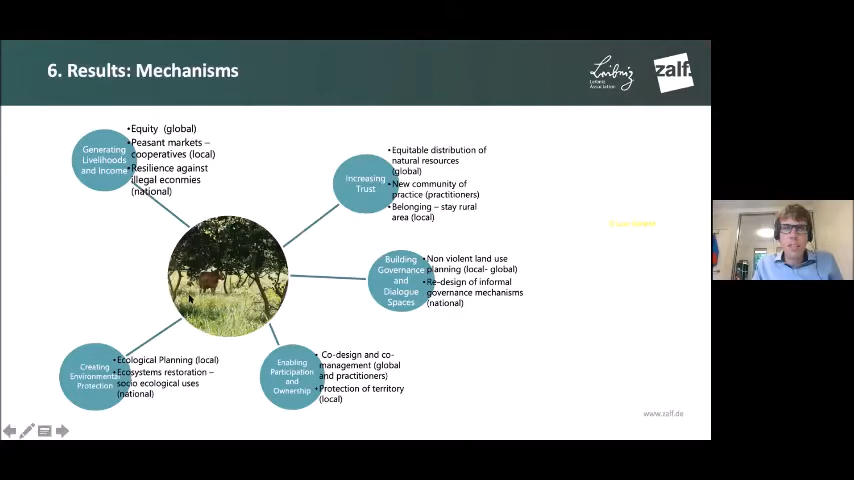 6. Results: Mechanisms
Leibniz
Leibniz
Association
zalf.
Generating
Livelihoods
and Income
•Equity (global)
•Peasant markets –
cooperatives (local)
•Resilience against
illegal econmies
(national)
Increasing
Trust
•Equitable distribution of
natural resources
(global)
•New community of
practice (practitioners)
•Belonging – stay rural
area (local)
Building
Governance
and
Dialogue
Spaces
•Non violent land use
planning (local- global)
•Re-design of informal
governance mechanisms
(national)
Creating
Environments
Protection
•Ecological Planning (local)
•Ecosystems restoration –
socio ecological uses
(national)
Enabling
Participation
and
Ownership
• Co-design and co-
management (global
and practitioners)
•Protection of territory
(local)
www.zalf.de